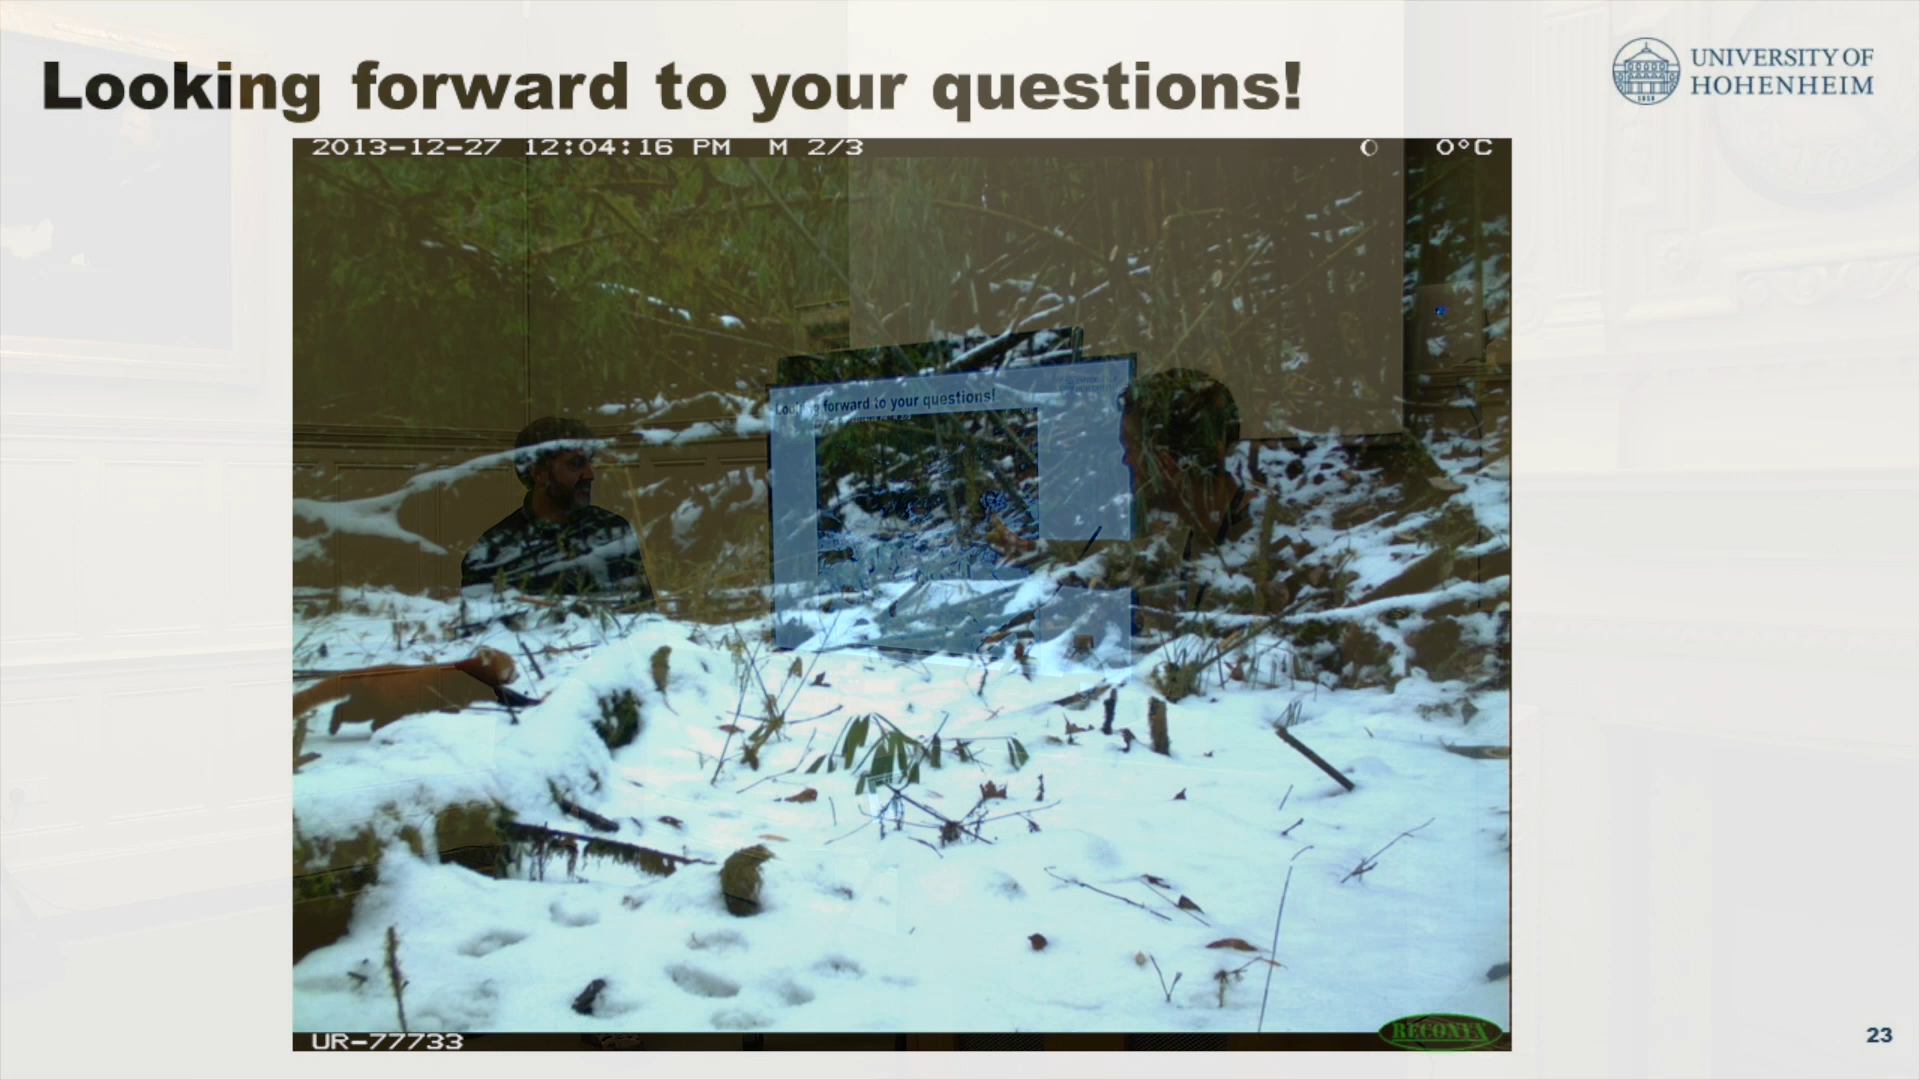 Looking forward to your questions!
UNIVERSITY OF
HOHENHEIM
2013-12-27 12:04:16 PM M 2/3 0°C
forward to your questions!
UR-77733
RECONYX
23